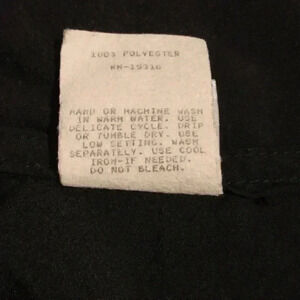 100% POLYESTER
RN-15318
HAND OR MACHINE WASH
IN WARM WATER. USE
DELICATE CYCLE. DRIP
OR TUMBLE DRY. USE
LOW SETTING. WASH
SEPARATELY. USE COOL
IRON-IF NEEDED.
DO NOT BLEACH.